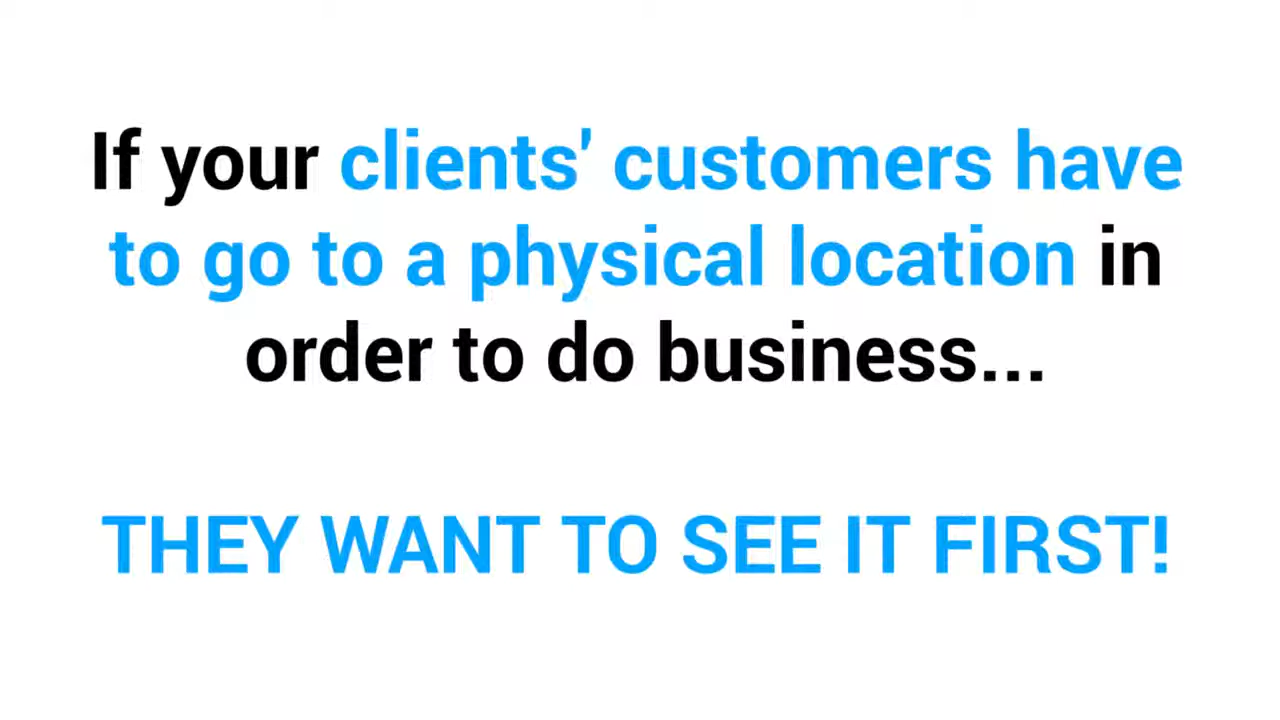 If your clients' customers have
to go to a physical location in
order to do business...
THEY WANT TO SEE IT FIRST!